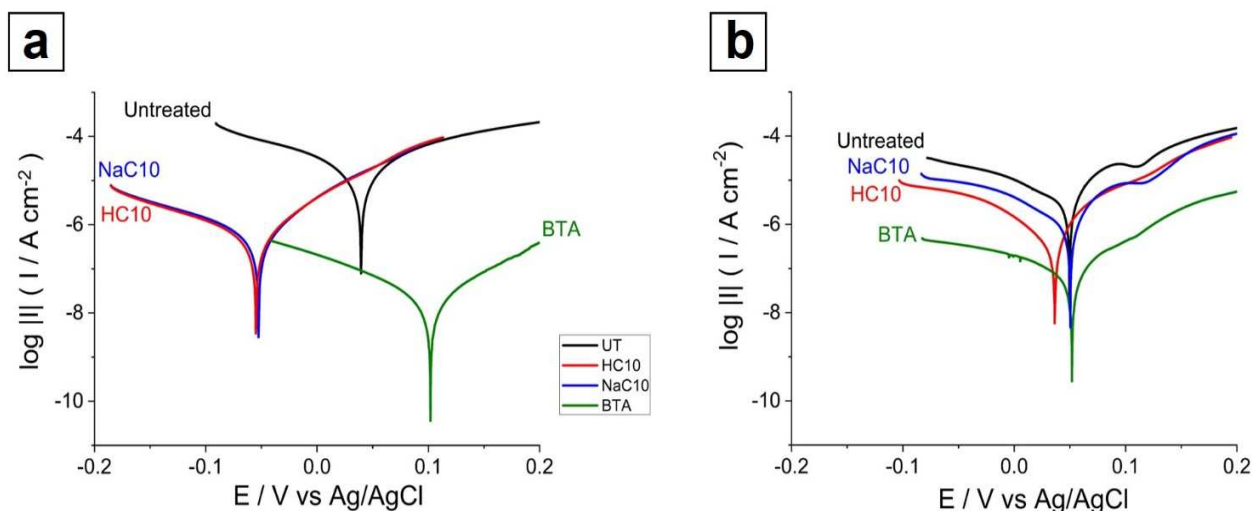 a
Untreated
NaC10
HC10
BTA
-4
-6
-8
-10
log |I| ( I / A cm-2)
-0.2 -0.1 0.0 0.1 0.2
E / V vs Ag/AgCl
UT
HC10
NaC10
BTA
b
Untreated
NaC10
HC10
BTA
-4
-6
-8
-10
log |I| ( I / A cm-2)
-0.2 -0.1 0.0 0.1 0.2
E / V vs Ag/AgCl